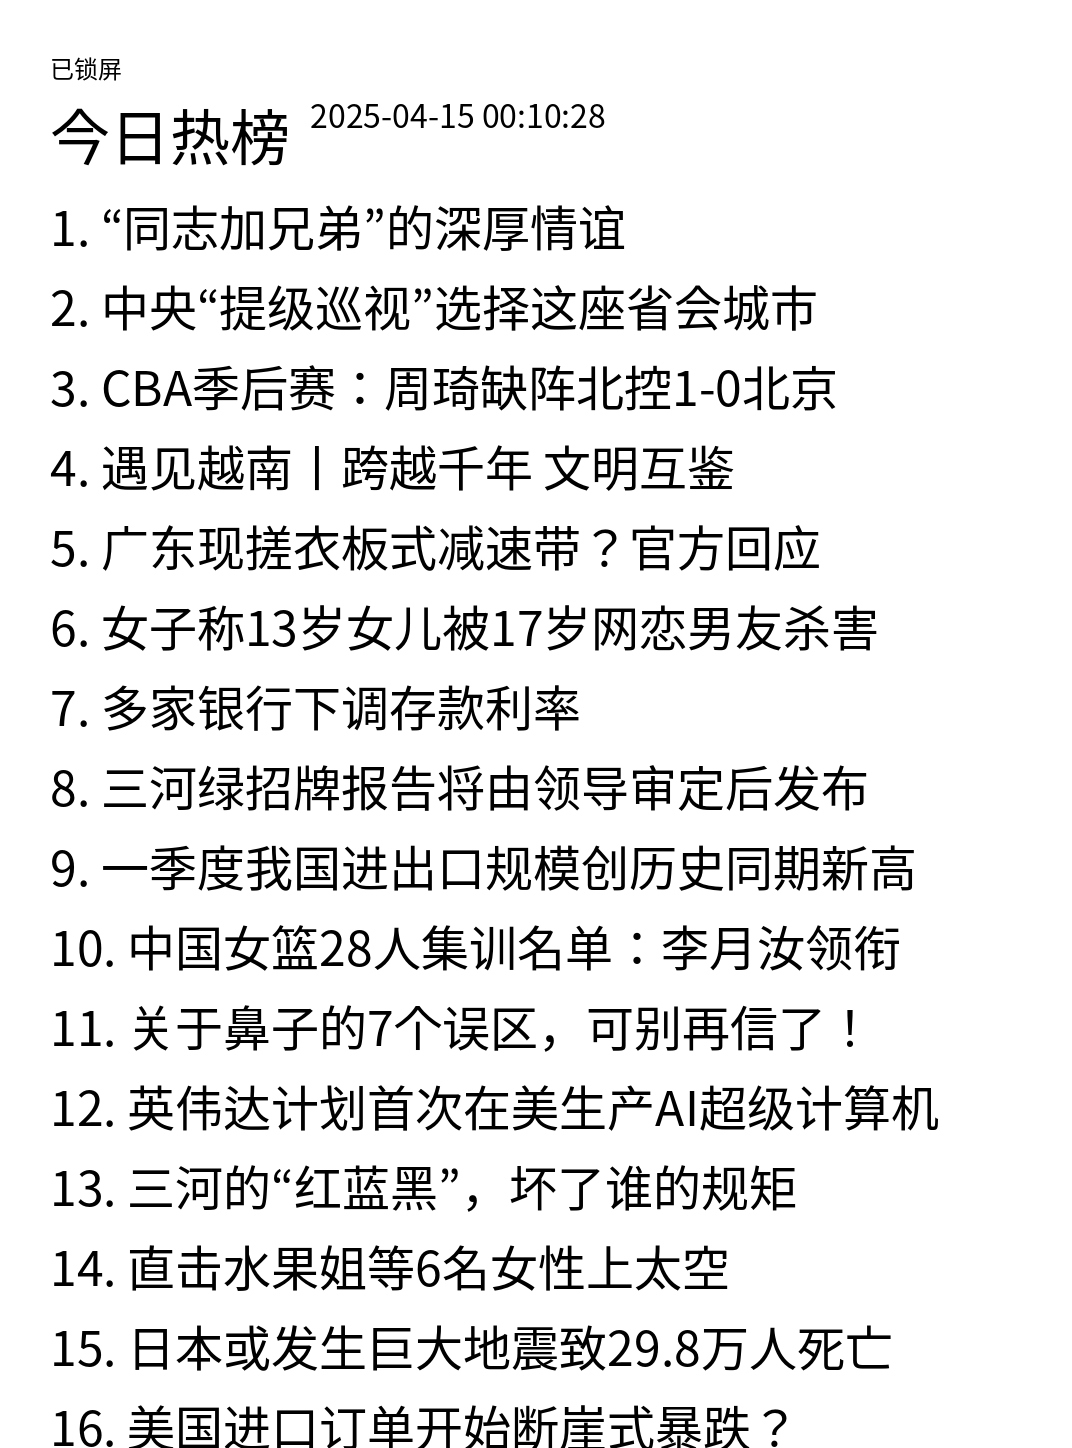 已锁屏
今日热榜 2025-04-15 00:10:28
1. “同志加兄弟”的深厚情谊
2. 中央“提级巡视”选择这座省会城市
3. CBA季后赛：周琦缺阵北控1-0北京
4. 遇见越南丨跨越千年 文明互鉴
5. 广东现搓衣板式减速带？官方回应
6. 女子称13岁女儿被17岁网恋男友杀害
7. 多家银行下调存款利率
8. 三河绿招牌报告将由领导审定后发布
9. 一季度我国进出口规模创历史同期新高
10. 中国女篮28人集训名单：李月汝领衔
11. 关于鼻子的7个误区，可别再信了！
12. 英伟达计划首次在美生产AI超级计算机
13. 三河的“红蓝黑”，坏了谁的规矩
14. 直击水果姐等6名女性上太空
15. 日本或发生巨大地震致29.8万人死亡
16. 美国进口订单开始断崖式暴跌？